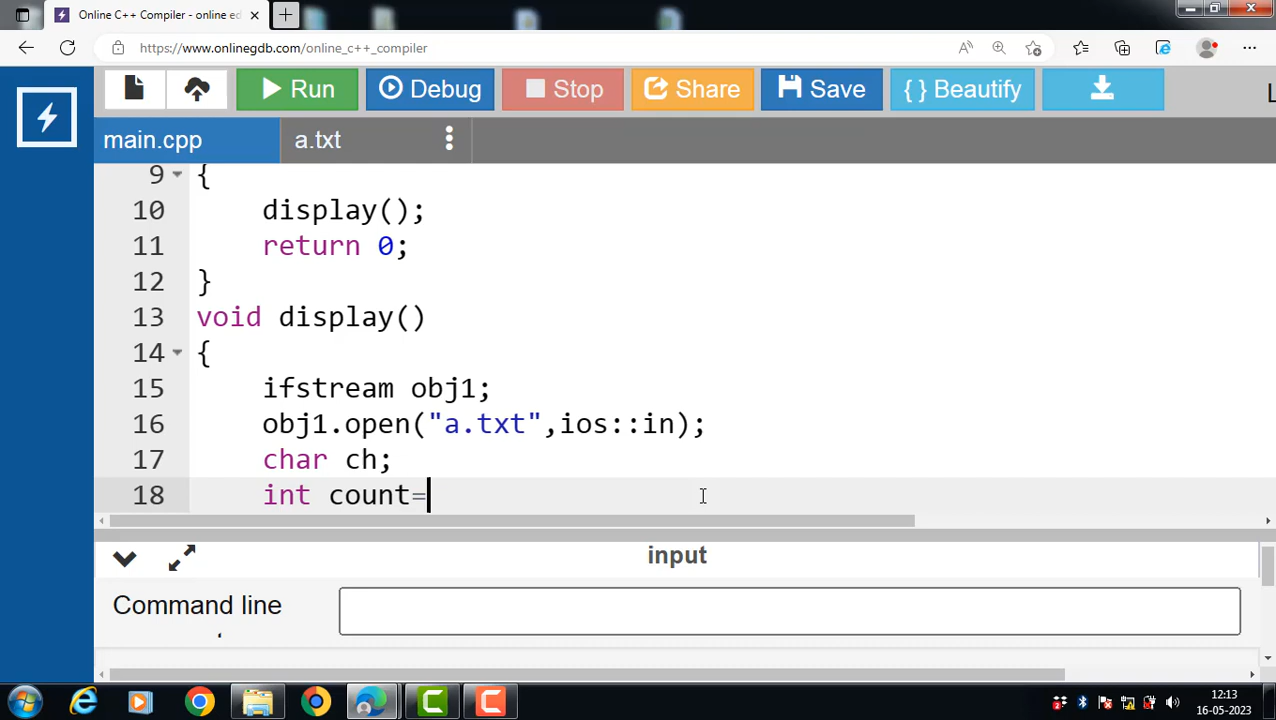 Online C++ Compiler - online ed
https://www.onlinegdb.com/online_c++_compiler
Run Debug Stop Share Save { } Beautify
main.cpp a.txt
9 {
10 display();
11 return 0;
12 }
13 void display()
14 {
15 ifstream obj1;
16 obj1.open("a.txt",ios::in);
17 char ch;
18 int count=
input
Command line
12:13
16-05-2023